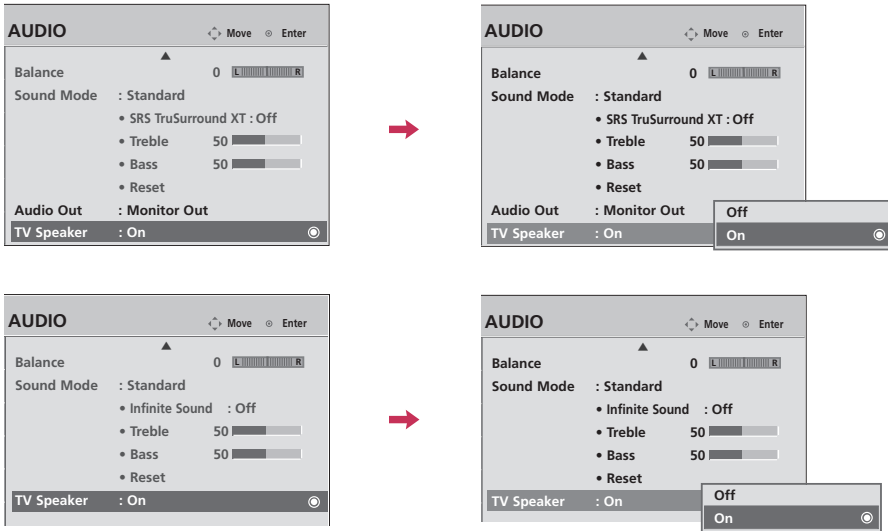 AUDIO Move Enter
Balance 0 L R
Sound Mode : Standard
• SRS TruSurround XT : Off
• Treble 50
• Bass 50
• Reset
Audio Out : Monitor Out
TV Speaker : On
AUDIO Move Enter
Balance 0 L R
Sound Mode : Standard
• SRS TruSurround XT : Off
• Treble 50
• Bass 50
• Reset
Audio Out : Monitor Out
TV Speaker : On
Off
On
AUDIO Move Enter
Balance 0 L R
Sound Mode : Standard
• Infinite Sound : Off
• Treble 50
• Bass 50
• Reset
TV Speaker : On
AUDIO Move Enter
Balance 0 L R
Sound Mode : Standard
• Infinite Sound : Off
• Treble 50
• Bass 50
• Reset
TV Speaker : On
Off
On